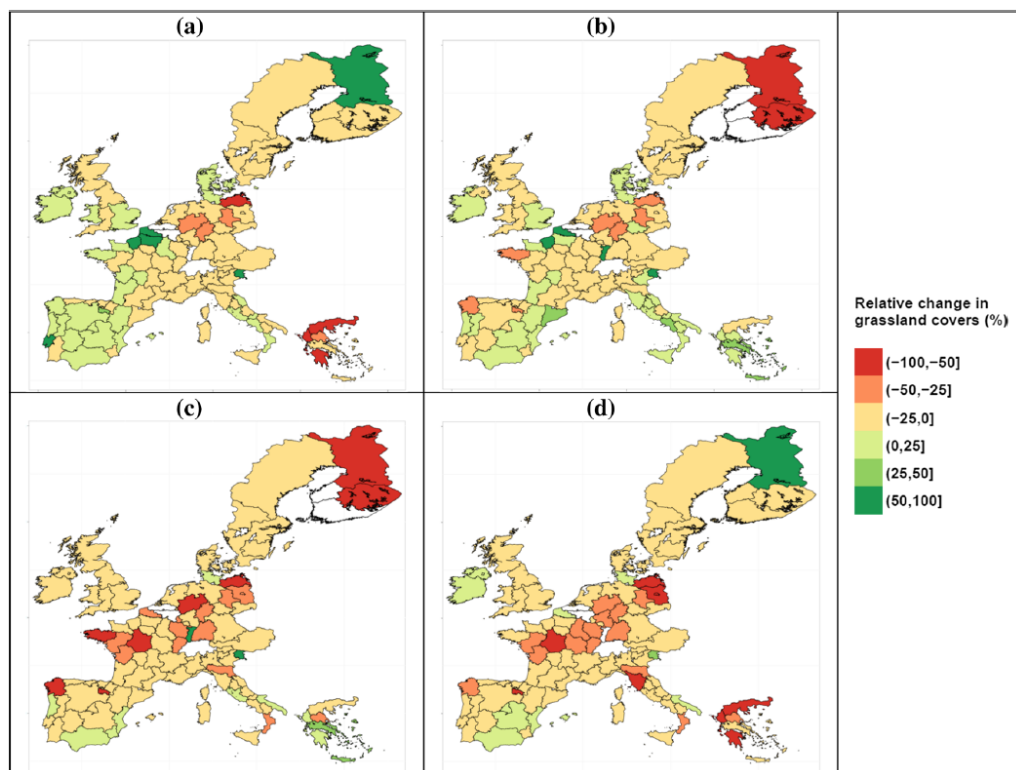 (a)
(b)
(c)
(d)
Relative change in
grassland covers (%)
(−100,−50]
(−50,−25]
(−25,0]
(0,25]
(25,50]
(50,100]